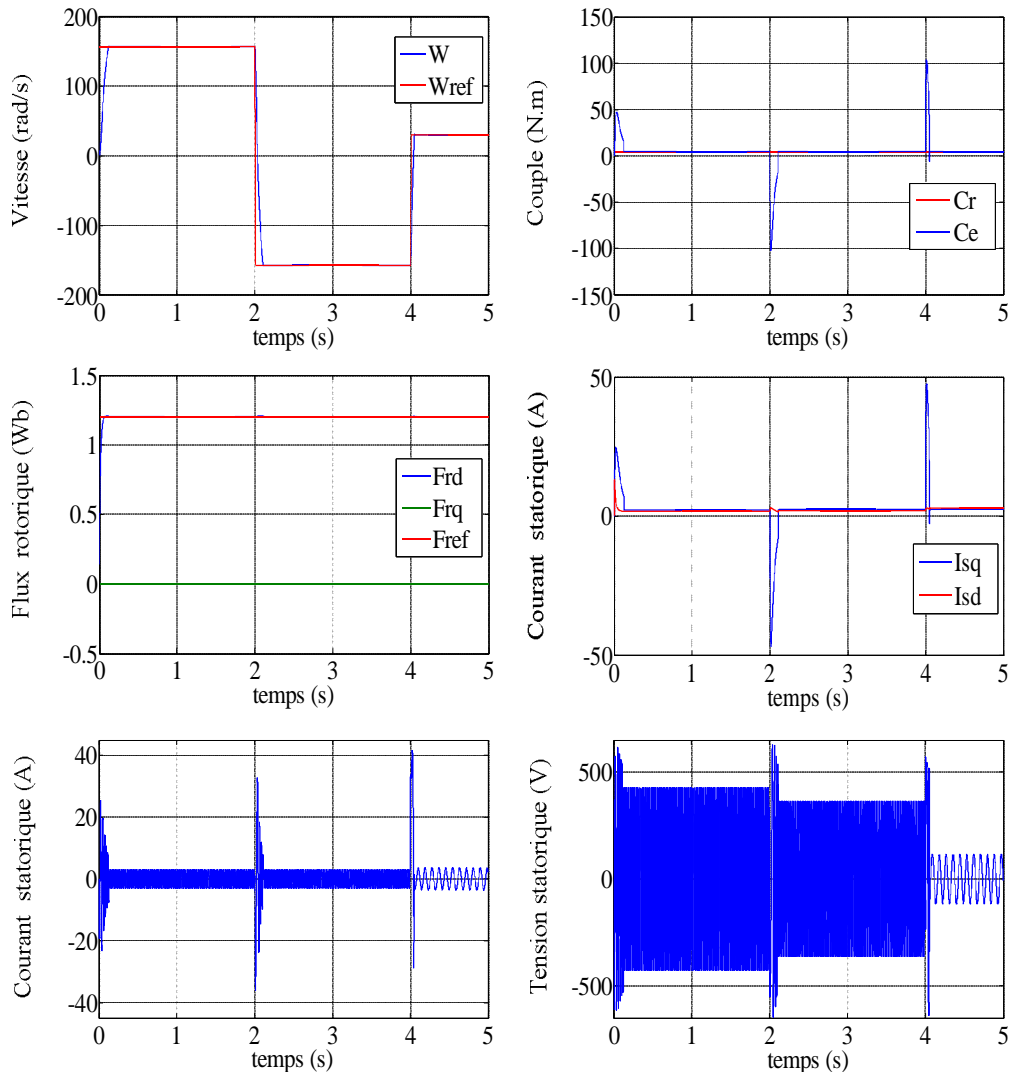 Vitesse (rad/s)
200
100
0
-100
-200
0 1 2 3 4 5
temps (s)
W
Wref
Couple (N.m)
150
100
50
0
-50
-100
-150
0 1 2 3 4 5
temps (s)
Cr
Ce
Flux rotorique (Wb)
1.5
1
0.5
0
-0.5
0 1 2 3 4 5
temps (s)
Frd
Frq
Fref
Courant statorique (A)
50
0
-50
0 1 2 3 4 5
temps (s)
Isq
Isd
Courant statorique (A)
40
20
0
-20
-40
0 1 2 3 4 5
temps (s)
Tension statorique (V)
500
0
-500
0 1 2 3 4 5
temps (s)